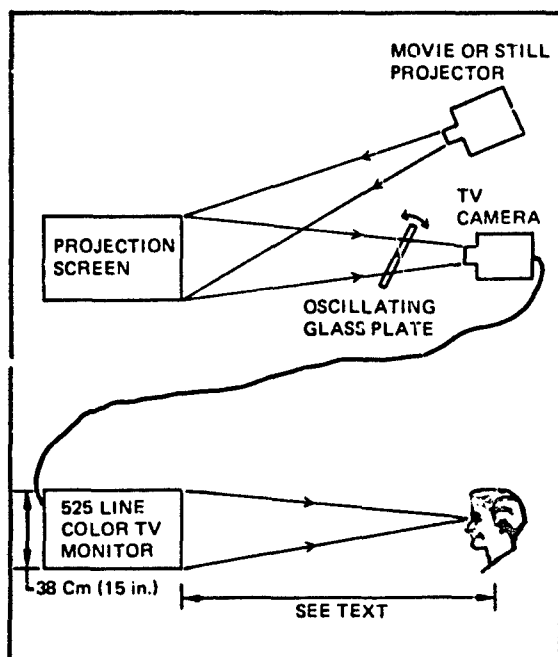 MOVIE OR STILL
PROJECTOR
TV
CAMERA
PROJECTION
SCREEN
OSCILLATING
GLASS PLATE
525 LINE
COLOR TV
MONITOR
38 Cm (15 in.)
SEE TEXT